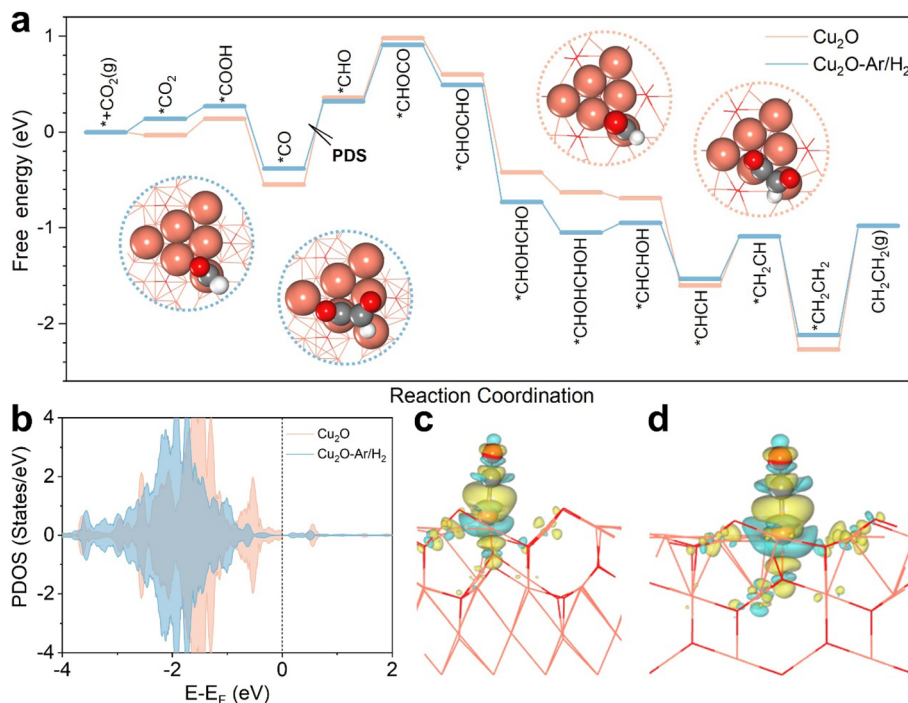 a
Free energy (eV)
1
0
-1
-2
*+CO₂(g)
*CO₂
*COOH
*CO
*CHO
PDS
*CHOCO
*CHOCHO
*CHOHCHO
*CHOHCHOH
*CHCHOH
*CHCH
*CH₂CH
*CH₂CH₂
CH₂CH₂(g)
Cu₂O
Cu₂O-Ar/H₂
Reaction Coordination
b
PDOS (States/eV)
4
2
0
2
-4
Cu₂O
Cu₂O-Ar/H₂
-4
-2
0
2
E-E_F (eV)
c
d